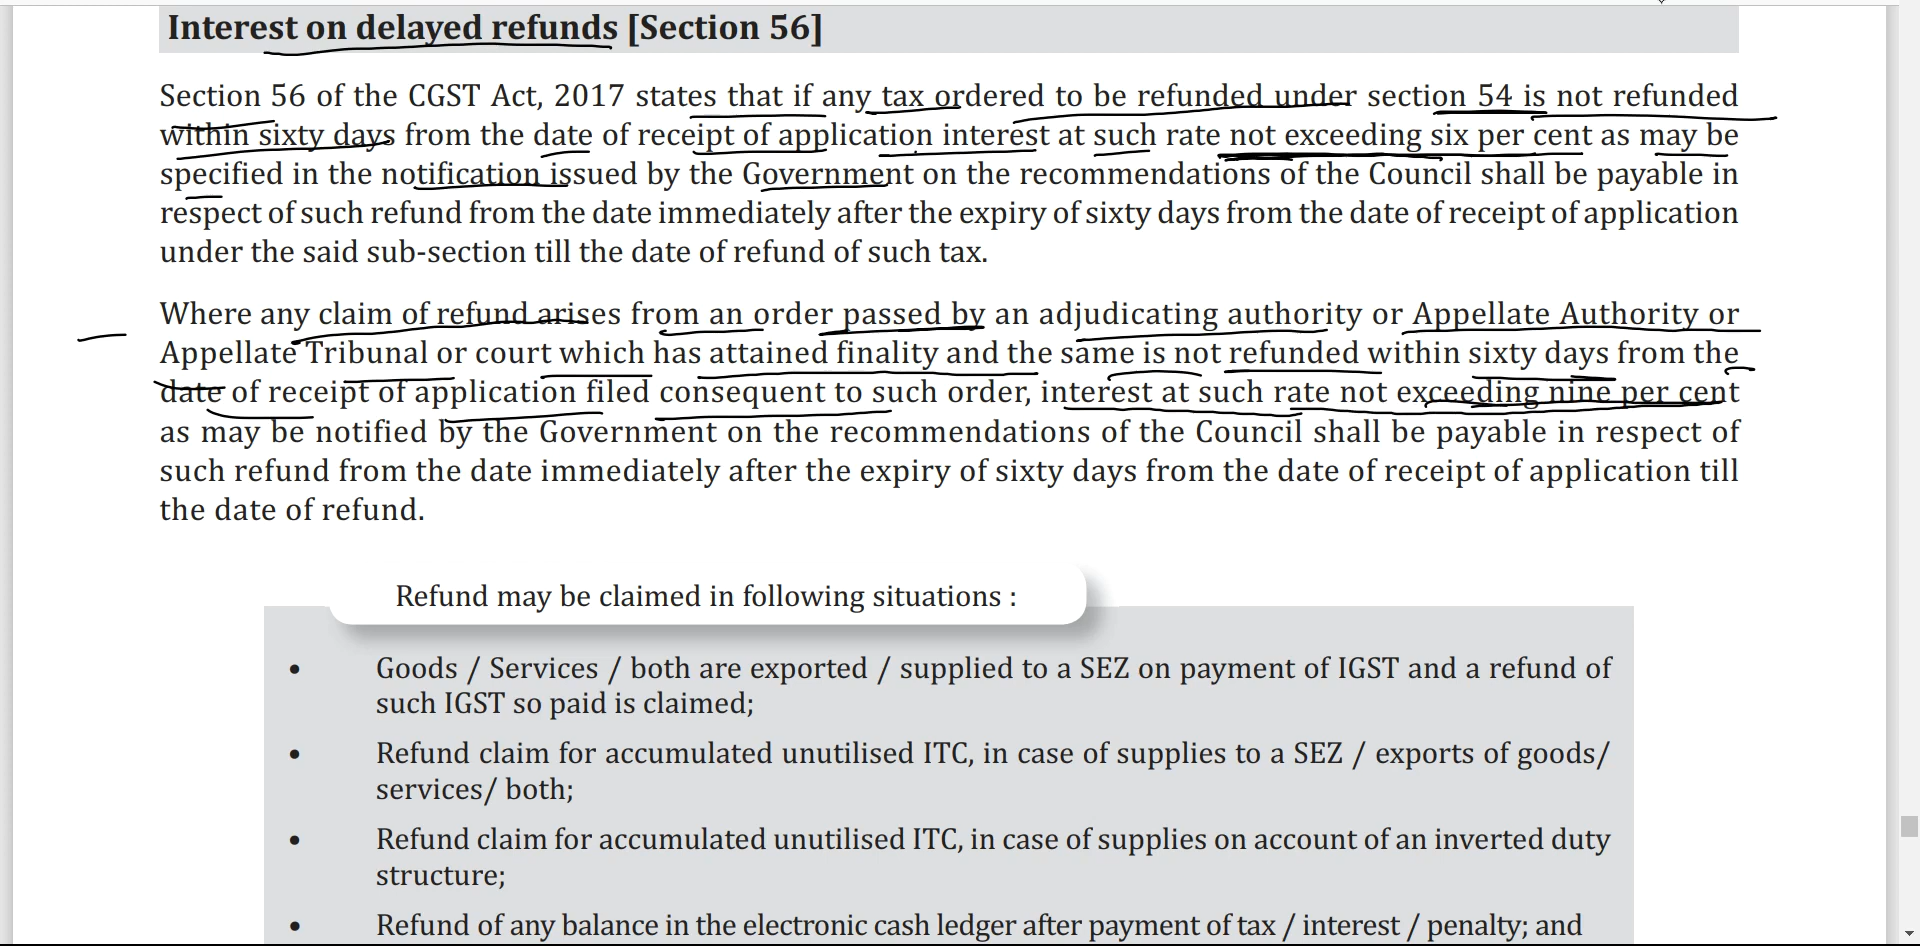 Interest on delayed refunds [Section 56]
Section 56 of the CGST Act, 2017 states that if any tax ordered to be refunded under section 54 is not refunded
within sixty days from the date of receipt of application interest at such rate not exceeding six per cent as may be
specified in the notification issued by the Government on the recommendations of the Council shall be payable in
respect of such refund from the date immediately after the expiry of sixty days from the date of receipt of application
under the said sub-section till the date of refund of such tax.
Where any claim of refund arises from an order passed by an adjudicating authority or Appellate Authority or
Appellate Tribunal or court which has attained finality and the same is not refunded within sixty days from the
date of receipt of application filed consequent to such order, interest at such rate not exceeding nine per cent
as may be notified by the Government on the recommendations of the Council shall be payable in respect of
such refund from the date immediately after the expiry of sixty days from the date of receipt of application till
the date of refund.
Refund may be claimed in following situations :
• Goods / Services / both are exported / supplied to a SEZ on payment of IGST and a refund of
such IGST so paid is claimed;
• Refund claim for accumulated unutilised ITC, in case of supplies to a SEZ / exports of goods/
services/ both;
• Refund claim for accumulated unutilised ITC, in case of supplies on account of an inverted duty
structure;
• Refund of any balance in the electronic cash ledger after payment of tax / interest / penalty; and